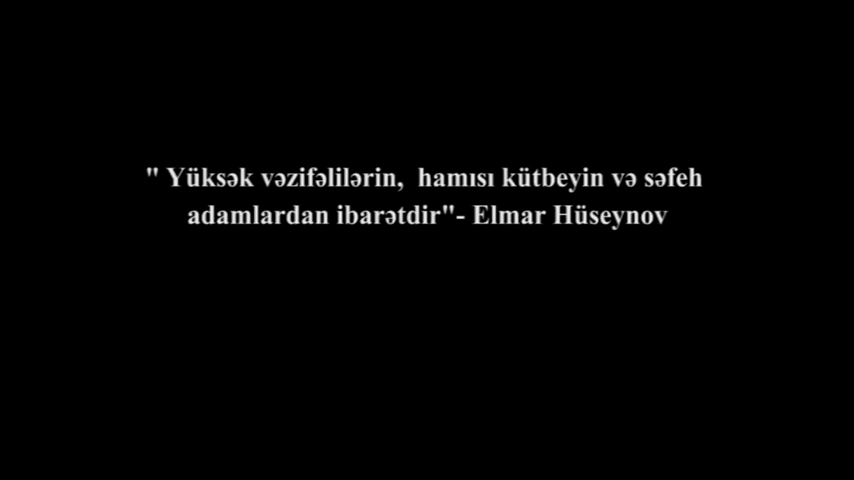 " Yüksək vəzifəlilərin,  hamısı kütbeyin və səfeh
adamlardan ibarətdir"- Elmar Hüseynov